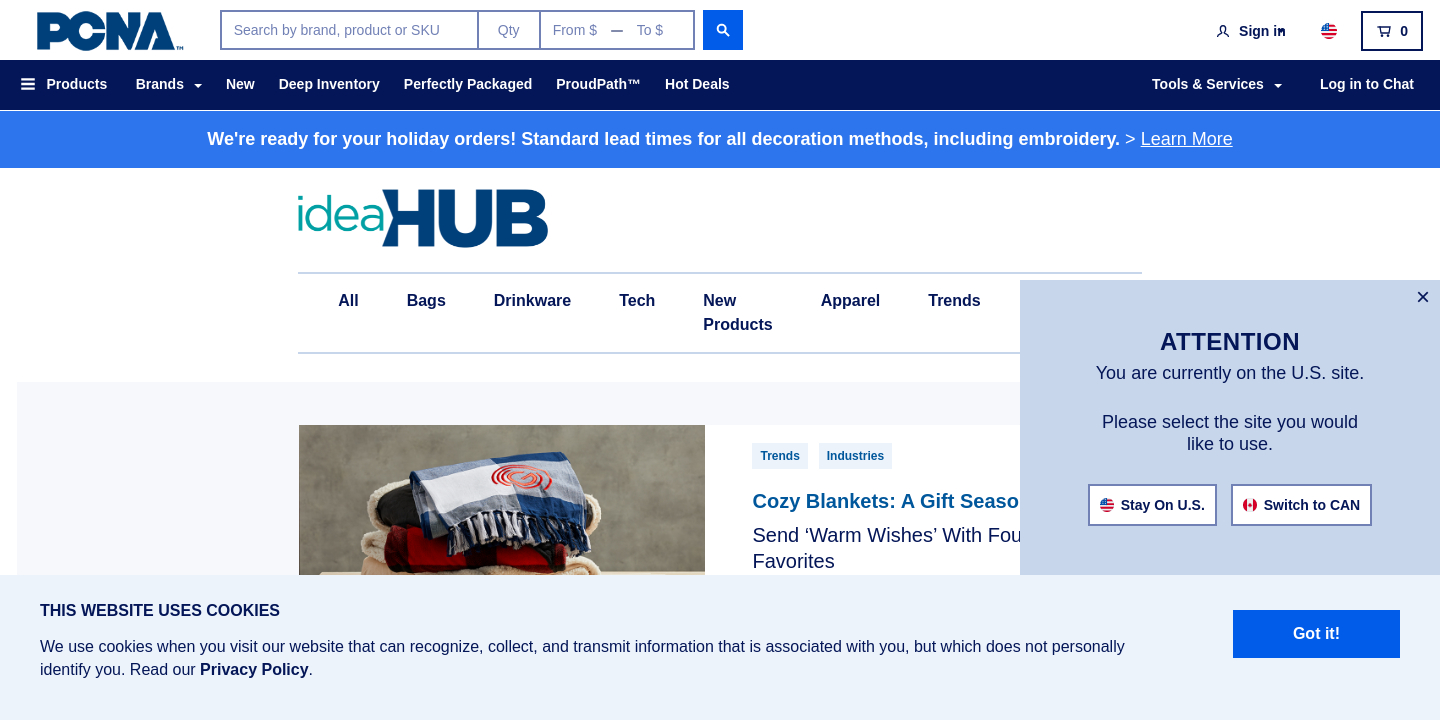 PCNA™
Search by brand, product or SKU
Qty
From $ — To $
Sign in
0
Products
Brands
New
Deep Inventory
Perfectly Packaged
ProudPath™
Hot Deals
Tools & Services
Log in to Chat
We're ready for your holiday orders! Standard lead times for all decoration methods, including embroidery. > Learn More
ideaHUB
All
Bags
Drinkware
Tech
New
Products
Apparel
Trends
×
ATTENTION
You are currently on the U.S. site.
Please select the site you would
like to use.
Stay On U.S.
Switch to CAN
Trends
Industries
Cozy Blankets: A Gift Seaso
Send ‘Warm Wishes’ With Fou
Favorites
THIS WEBSITE USES COOKIES
We use cookies when you visit our website that can recognize, collect, and transmit information that is associated with you, but which does not personally
identify you. Read our Privacy Policy.
Got it!